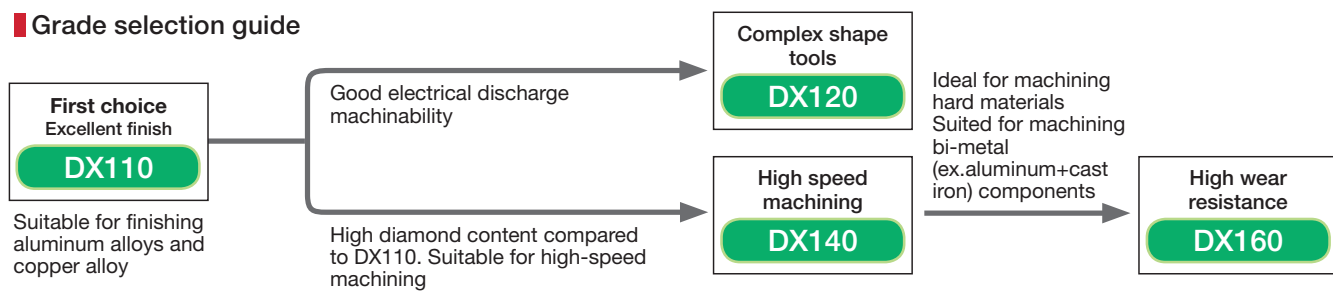 Grade selection guide
First choice
Excellent finish
DX110
Suitable for finishing
aluminum alloys and
copper alloy
Good electrical discharge
machinability
High diamond content compared
to DX110. Suitable for high-speed
machining
Complex shape
tools
DX120
High speed
machining
DX140
Ideal for machining
hard materials
Suited for machining
bi-metal
(ex.aluminum+cast
iron) components
High wear
resistance
DX160